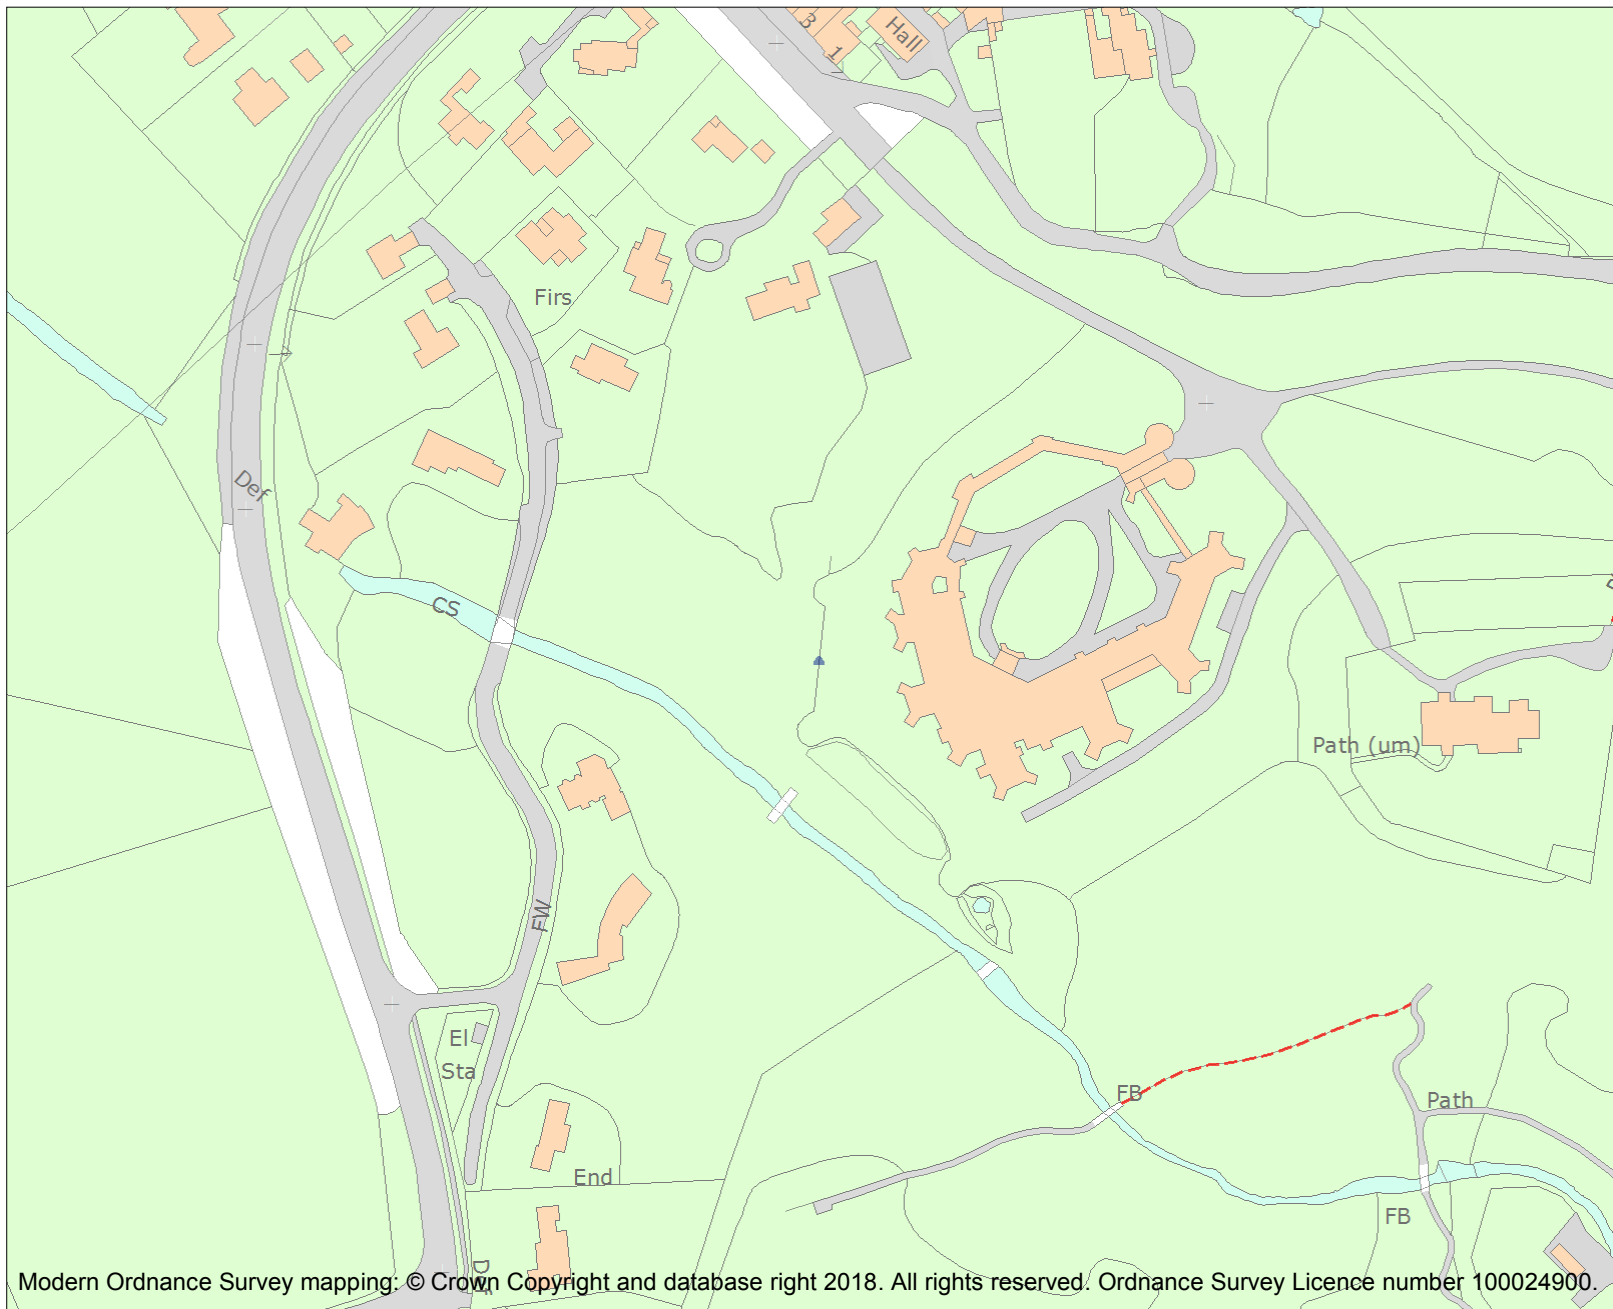 3
1
Hall
Firs
Def
CS
Path (um)
FW
El
Sta
FB
Path
End
FB
Def
Modern Ordnance Survey mapping: © Crown Copyright and database right 2018. All rights reserved. Ordnance Survey Licence number 100024900.